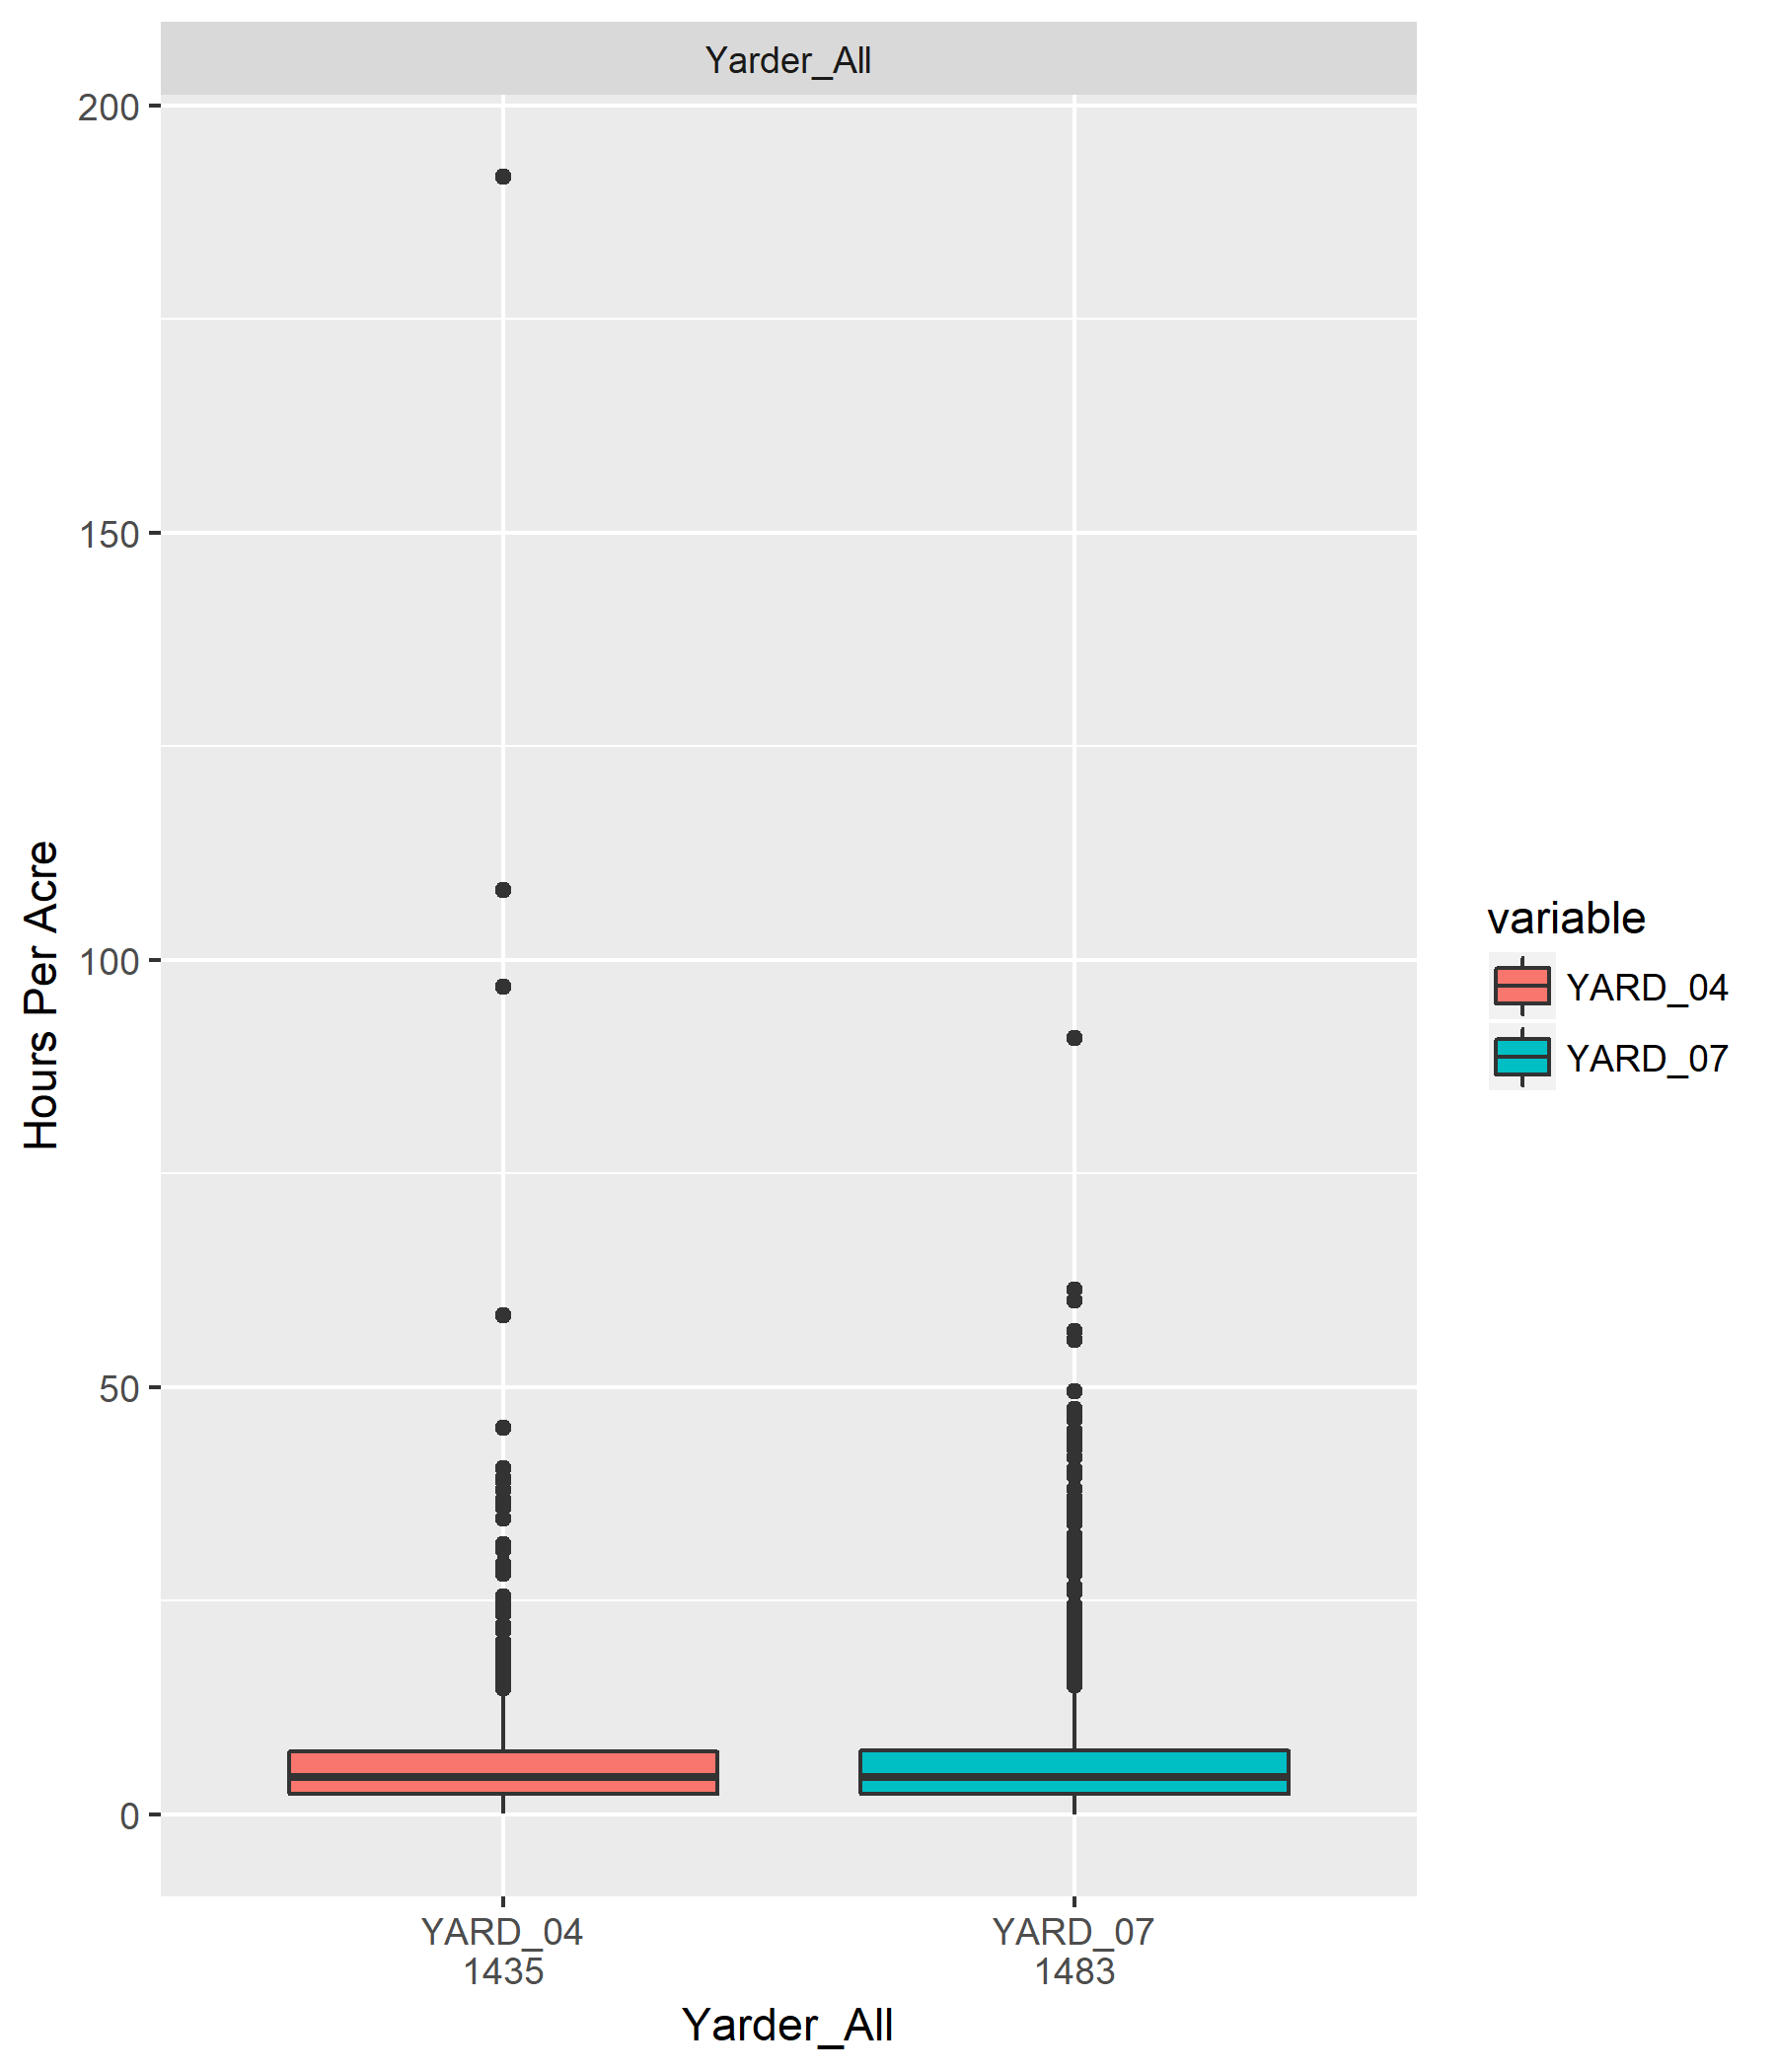 Yarder_All
200
150
100
50
0
Hours Per Acre
YARD_04
1435
YARD_07
1483
Yarder_All
variable
YARD_04
YARD_07